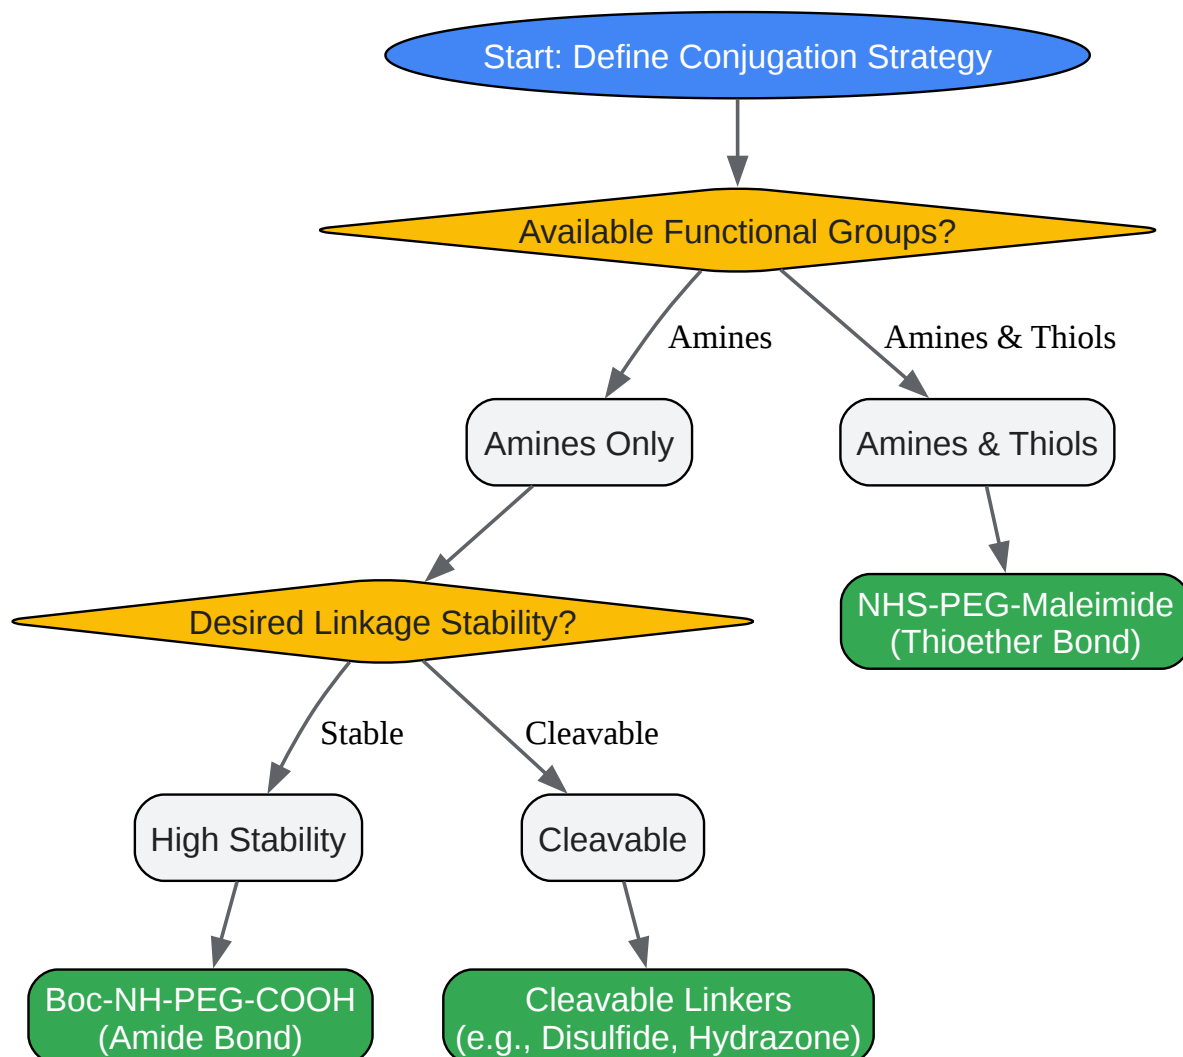 Start: Define Conjugation Strategy
Available Functional Groups?
Amines
Amines & Thiols
Amines Only
Amines & Thiols
Desired Linkage Stability?
NHS-PEG-Maleimide
(Thioether Bond)
Stable
Cleavable
High Stability
Cleavable
Boc-NH-PEG-COOH
(Amide Bond)
Cleavable Linkers
(e.g., Disulfide, Hydrazone)